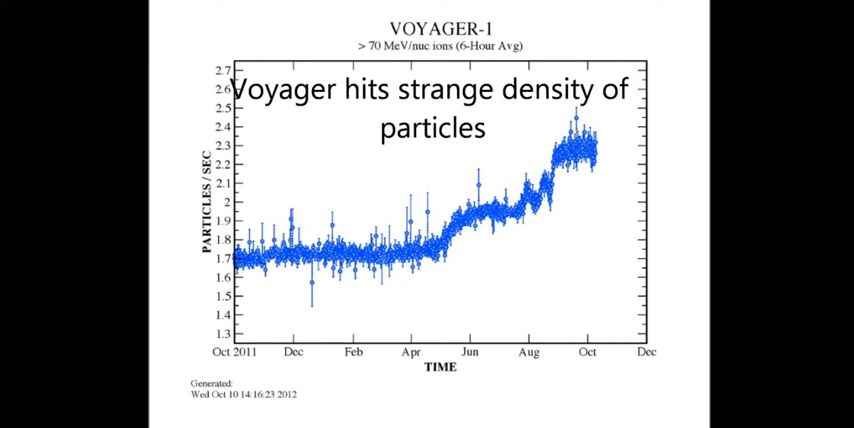 VOYAGER-1
> 70 MeV/nuc ions (6-Hour Avg)
Voyager hits strange density of
particles
2.7
2.6
2.5
2.4
2.3
2.2
2.1
2
1.9
1.8
1.7
1.6
1.5
1.4
1.3
PARTICLES / SEC
Oct 2011 Dec Feb Apr Jun Aug Oct Dec
TIME
Generated:
Wed Oct 10 14:16:23 2012